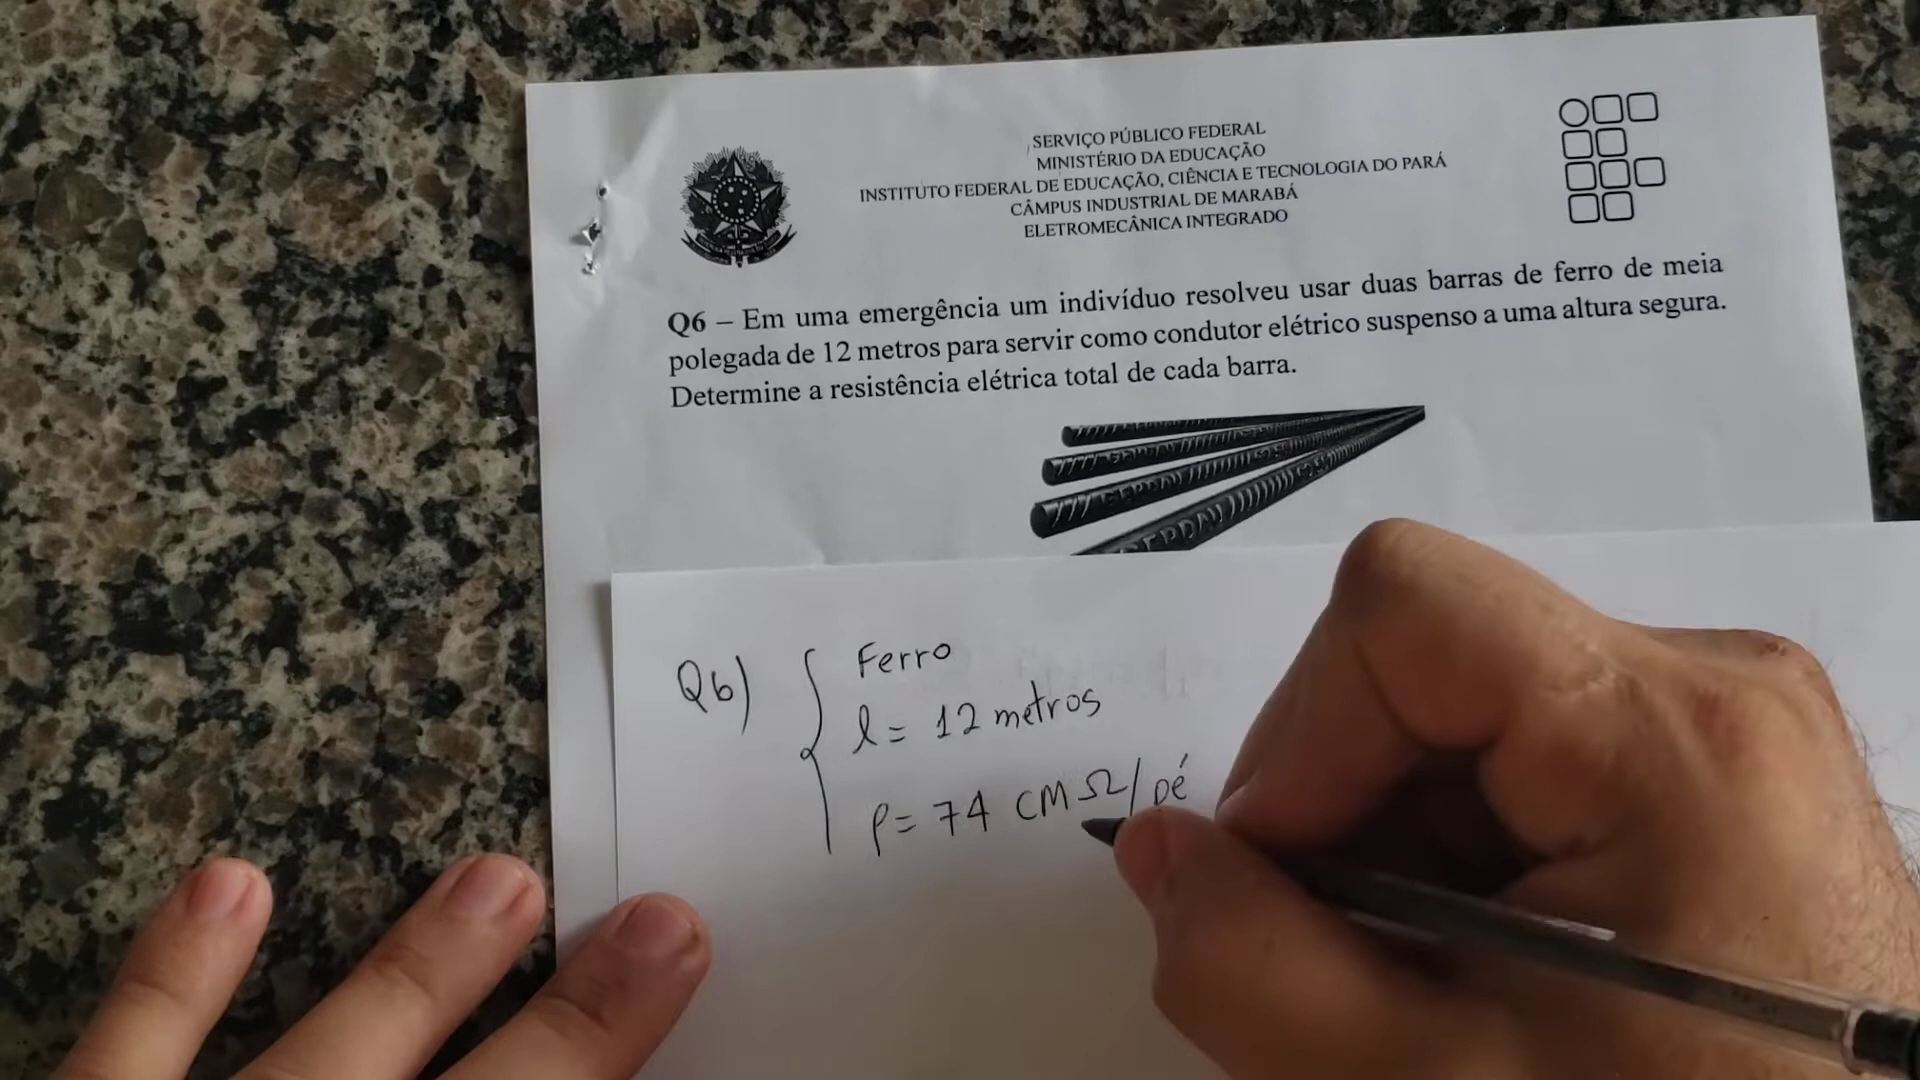 SERVIÇO PÚBLICO FEDERAL
MINISTÉRIO DA EDUCAÇÃO
INSTITUTO FEDERAL DE EDUCAÇÃO, CIÊNCIA E TECNOLOGIA DO PARÁ
CÂMPUS INDUSTRIAL DE MARABÁ
ELETROMECÂNICA INTEGRADO
Q6 – Em uma emergência um indivíduo resolveu usar duas barras de ferro de meia
polegada de 12 metros para servir como condutor elétrico suspenso a uma altura segura.
Determine a resistência elétrica total de cada barra.
GERDAU
Q6) Ferro
l = 12 metros
ρ = 74 CM Ω/pé